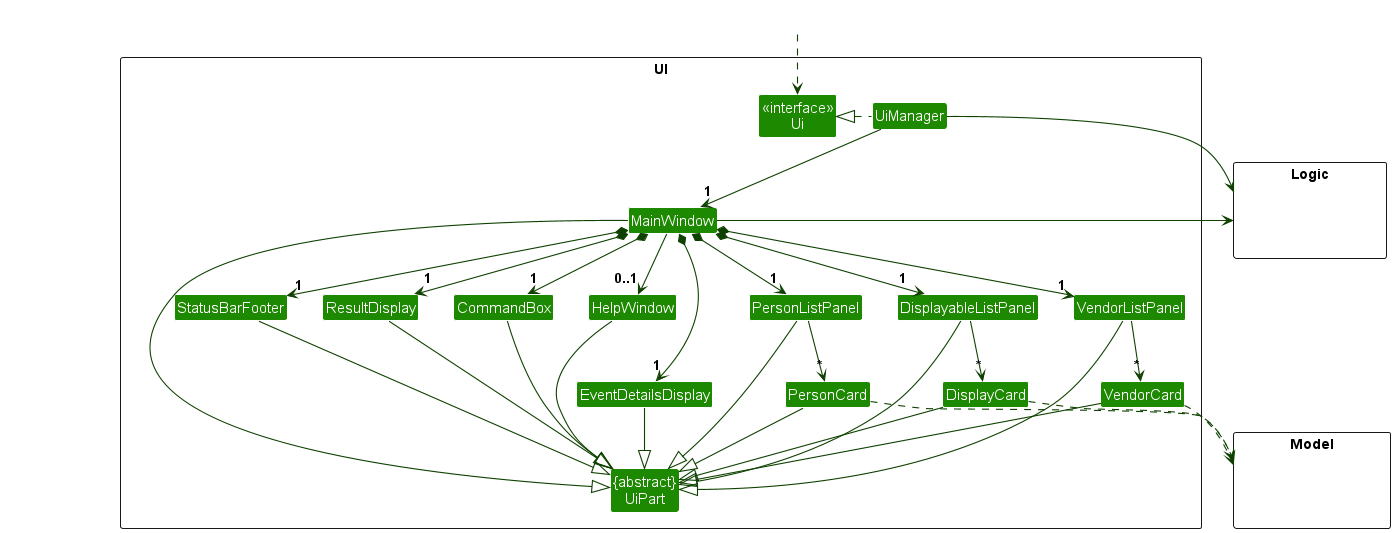 UI
«interface»
Ui
UiManager
Logic
1
MainWindow
1
1
1
0..1
1
1
1
StatusBarFooter
ResultDisplay
CommandBox
HelpWindow
PersonListPanel
DisplayableListPanel
VendorListPanel
1
*
*
*
EventDetailsDisplay
PersonCard
DisplayCard
VendorCard
Model
{abstract}
UiPart